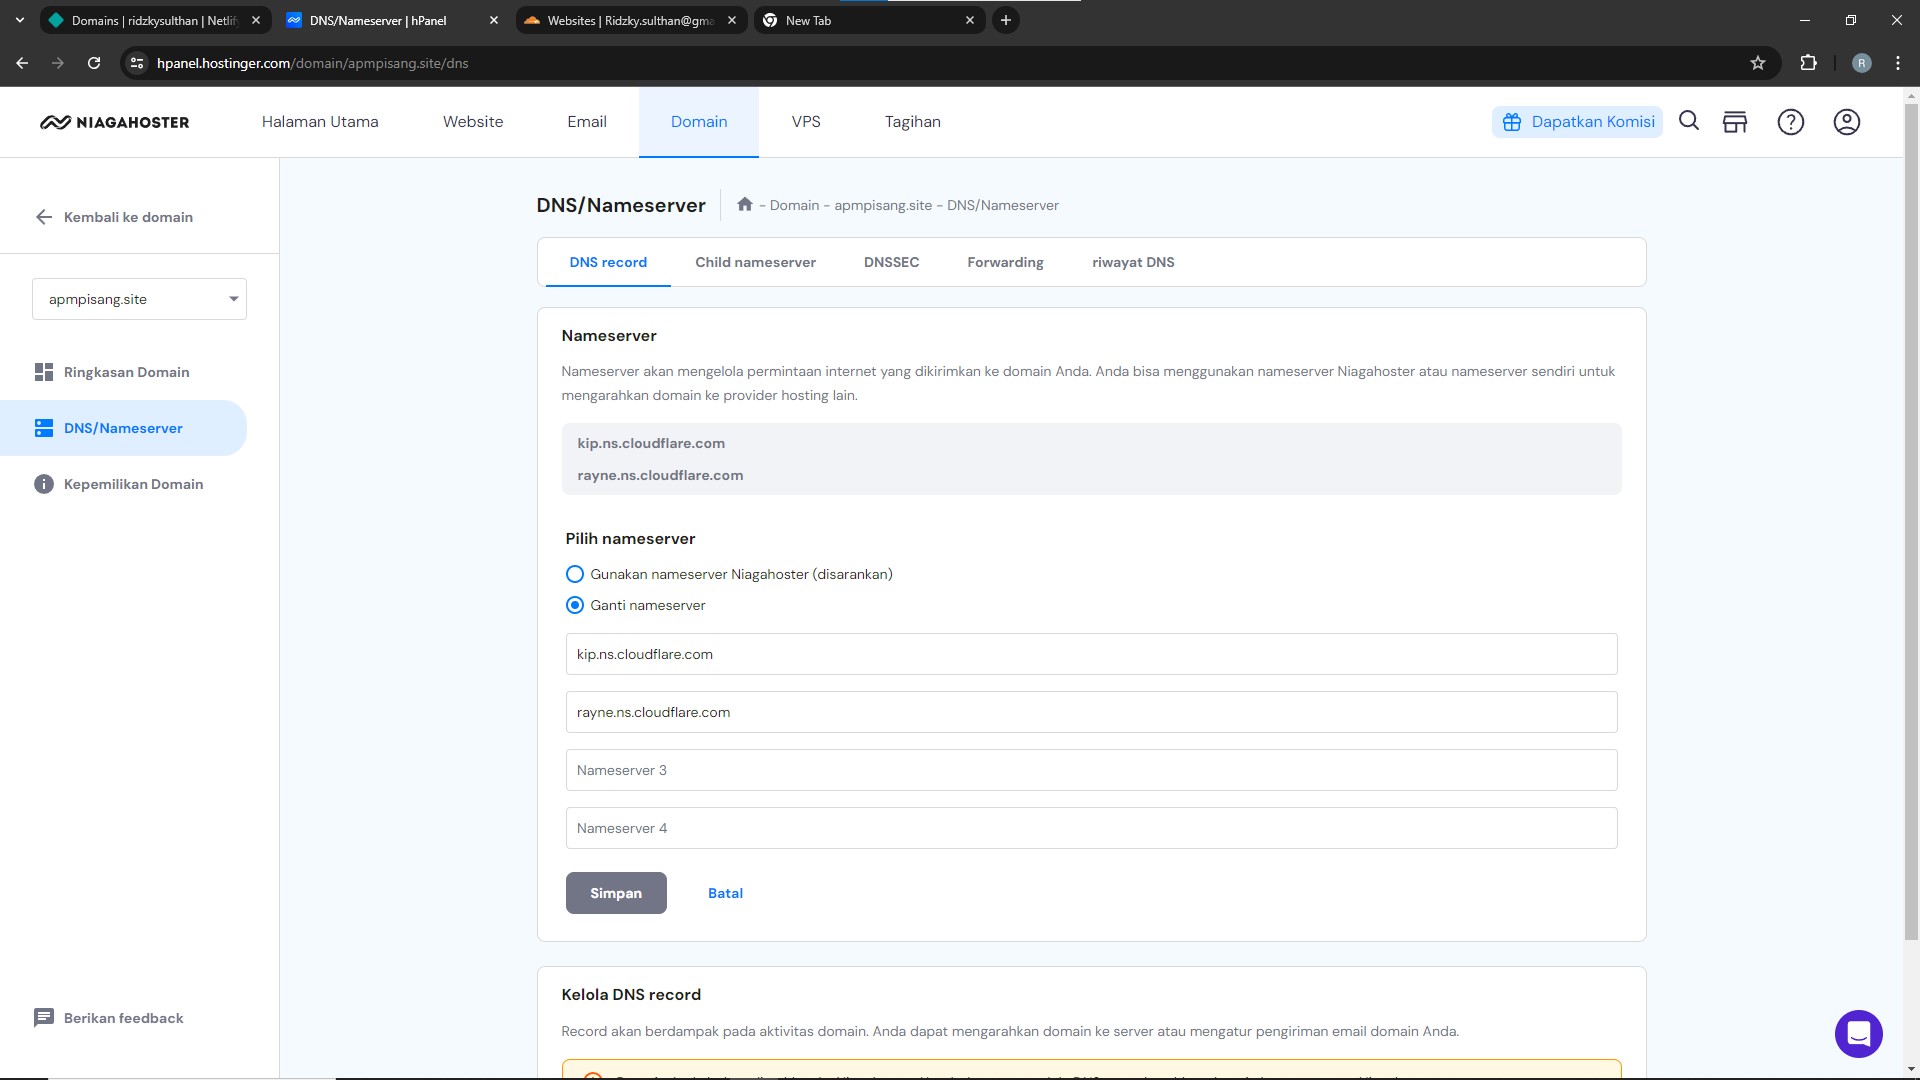 Domains | ridzkysulthan | Netlif
DNS/Nameserver | hPanel
Websites | Ridzky.sulthan@gma
New Tab
hpanel.hostinger.com/domain/apmpisang.site/dns
R
NIAGAHOSTER
Halaman Utama
Website
Email
Domain
VPS
Tagihan
Dapatkan Komisi
Kembali ke domain
apmpisang.site
Ringkasan Domain
DNS/Nameserver
Kepemilikan Domain
Berikan feedback
DNS/Nameserver
- Domain - apmpisang.site - DNS/Nameserver
DNS record
Child nameserver
DNSSEC
Forwarding
riwayat DNS
Nameserver
Nameserver akan mengelola permintaan internet yang dikirimkan ke domain Anda. Anda bisa menggunakan nameserver Niagahoster atau nameserver sendiri untuk
mengarahkan domain ke provider hosting lain.
kip.ns.cloudflare.com
rayne.ns.cloudflare.com
Pilih nameserver
Gunakan nameserver Niagahoster (disarankan)
Ganti nameserver
kip.ns.cloudflare.com
rayne.ns.cloudflare.com
Nameserver 3
Nameserver 4
Simpan
Batal
Kelola DNS record
Record akan berdampak pada aktivitas domain. Anda dapat mengarahkan domain ke server atau mengatur pengiriman email domain Anda.